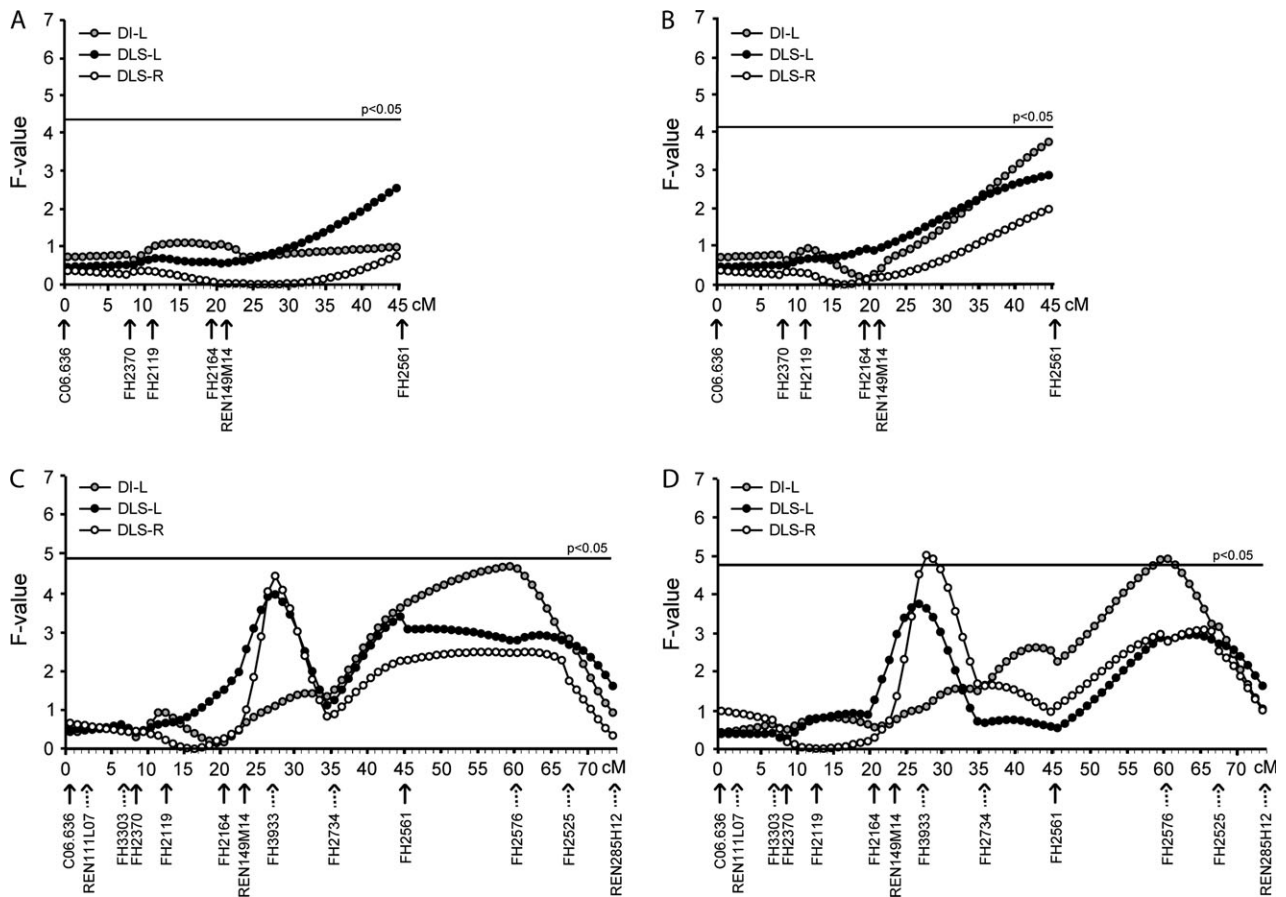 A
7
6
5
4
3
2
1
0
F-value
DI-L
DLS-L
DLS-R
p<0.05
0 5 10 15 20 25 30 35 40 45 cM
C06.636
FH2370
FH2119
FH2164
REN149M14
FH2561
B
7
6
5
4
3
2
1
0
F-value
DI-L
DLS-L
DLS-R
p<0.05
0 5 10 15 20 25 30 35 40 45 cM
C06.636
FH2370
FH2119
FH2164
REN149M14
FH2561
C
7
6
5
4
3
2
1
0
F-value
DI-L
DLS-L
DLS-R
p<0.05
0 5 10 15 20 25 30 35 40 45 50 55 60 65 70 cM
C06.636
REN111L07
FH3303
FH2370
FH2119
FH2164
REN149M14
FH3933
FH2734
FH2561
FH2576
FH2525
REN285H12
D
7
6
5
4
3
2
1
0
F-value
DI-L
DLS-L
DLS-R
p<0.05
0 5 10 15 20 25 30 35 40 45 50 55 60 65 70 cM
C06.636
REN111L07
FH3303
FH2370
FH2119
FH2164
REN149M14
FH3933
FH2734
FH2561
FH2576
FH2525
REN285H12